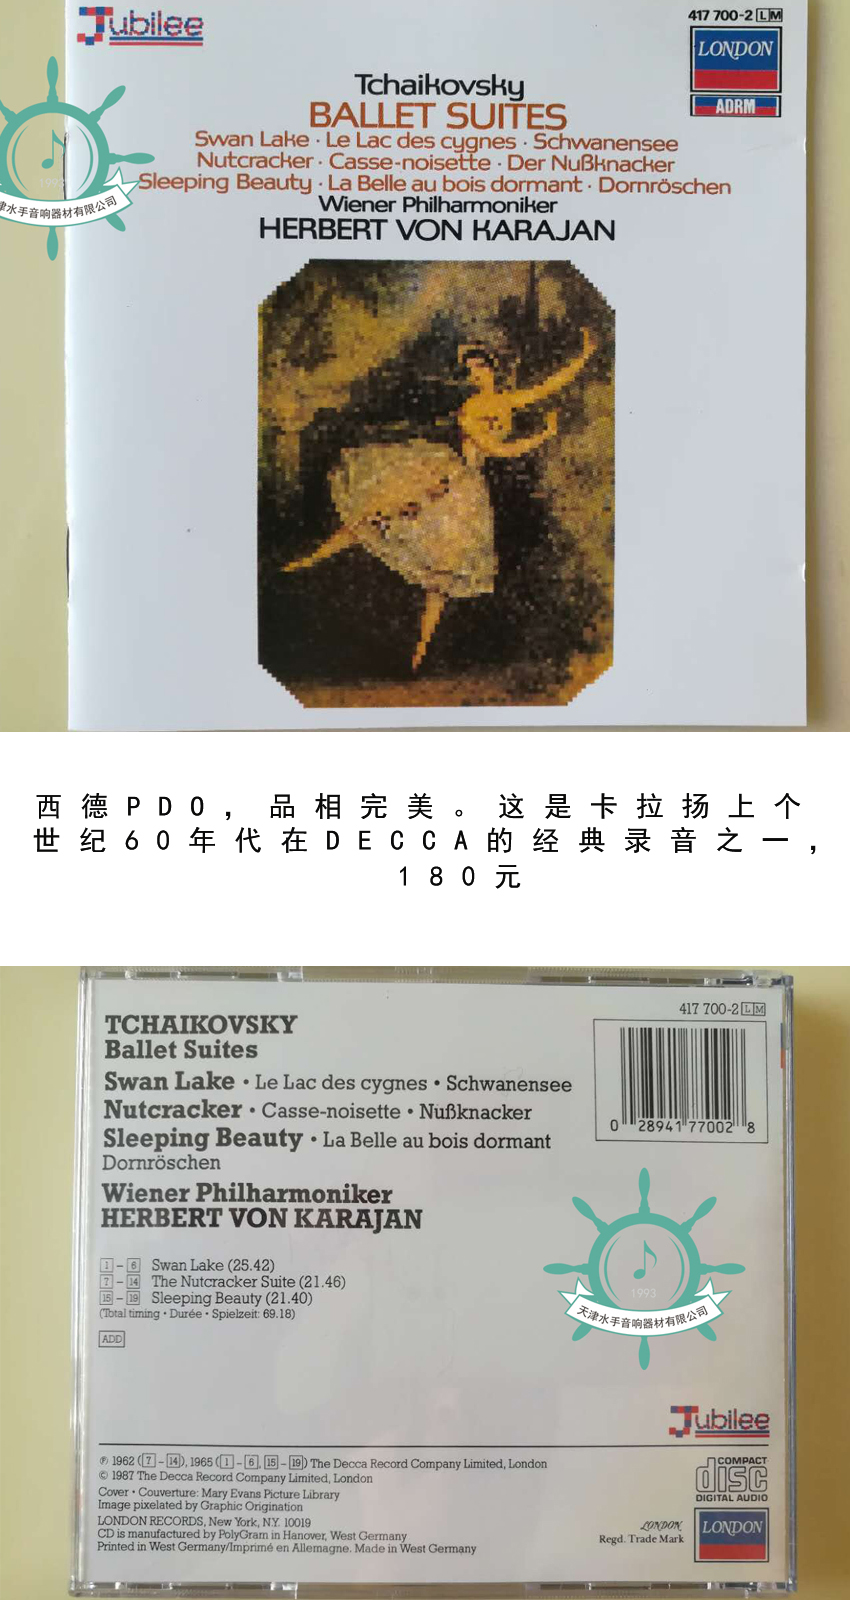 Jubilee
417 700-2 LM
LONDON
ADRM
Tchaikovsky
BALLET SUITES
Swan Lake · Le Lac des cygnes · Schwanensee
Nutcracker · Casse-noisette · Der Nußknacker
Sleeping Beauty · La Belle au bois dormant · Dornröschen
Wiener Philharmoniker
HERBERT VON KARAJAN
1993
津水手音响器材有限公司
西德PDO，品相完美。这是卡拉扬上个
世纪60年代在DECCA的经典录音之一，
180元
417 700-2 LM
TCHAIKOVSKY
Ballet Suites
Swan Lake • Le Lac des cygnes • Schwanensee
Nutcracker • Casse-noisette • Nußknacker
Sleeping Beauty • La Belle au bois dormant
Dornröschen
0 28941 77002 8
Wiener Philharmoniker
HERBERT VON KARAJAN
1 – 6 Swan Lake (25.42)
7 – 14 The Nutcracker Suite (21.46)
15 – 19 Sleeping Beauty (21.40)
(Total timing • Durée • Spielzeit: 69.18)
ADD
1993
天津水手音响器材有限公司
Jubilee
℗ 1962 (7 – 14), 1965 (1 – 6, 15 – 19) The Decca Record Company Limited, London
© 1987 The Decca Record Company Limited, London
Cover • Couverture: Mary Evans Picture Library
Image pixelated by Graphic Origination
LONDON RECORDS, New York, N.Y. 10019
CD is manufactured by PolyGram in Hanover, West Germany
Printed in West Germany/Imprimé en Allemagne. Made in West Germany
COMPACT
disc
DIGITAL AUDIO
LONDON
Regd. Trade Mark
LONDON